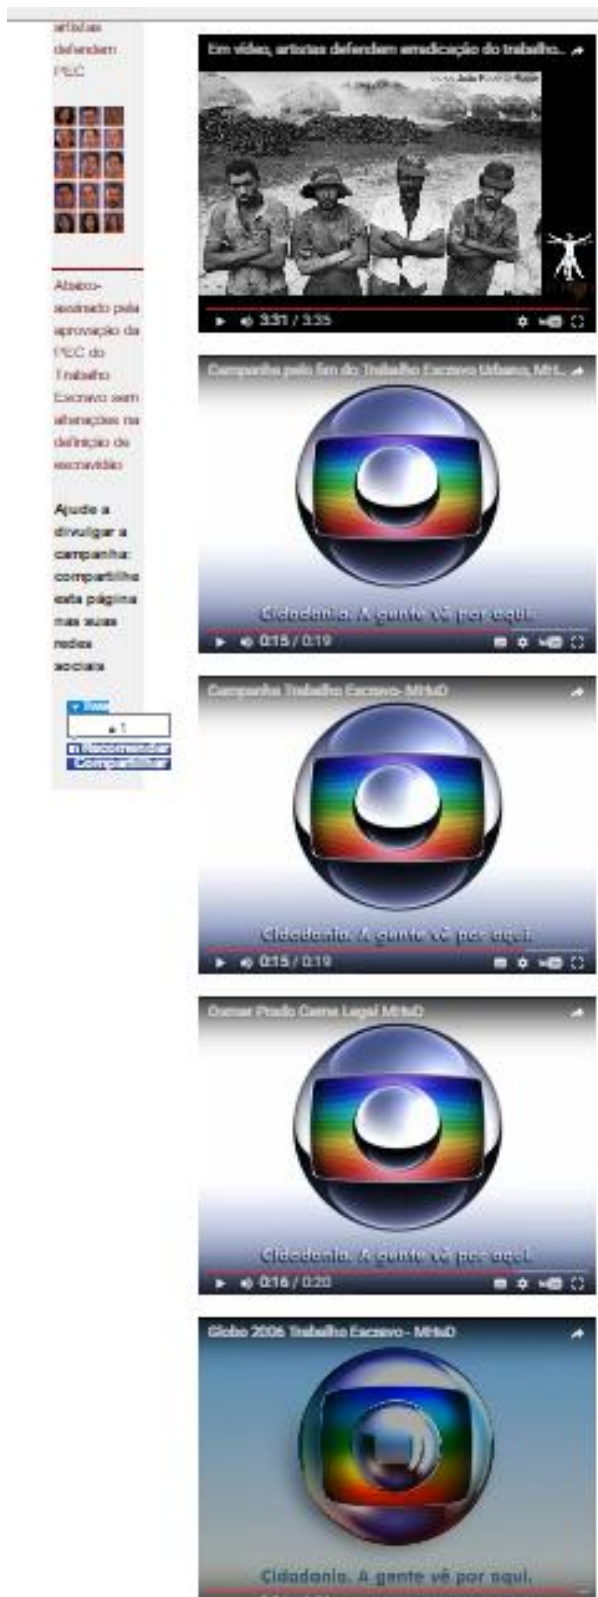 artistas
defendem
PEC
Abaixo-
assinado pela
aprovação da
PEC do
Trabalho
Escravo sem
alterações na
definição de
escravidão
Ajude a
divulgar a
campanha:
compartilhe
esta página
nas suas
redes
sociais
1
Recomendar
Compartilhar
Em vídeo, artistas defendem erradicação do trabalho...
3:31 / 3:35
Campanha pelo fim do Trabalho Escravo Urbano, MH...
Cidadania. A gente vê por aqui.
0:15 / 0:19
Campanha Trabalho Escravo- MHuD
Cidadania. A gente vê por aqui.
0:15 / 0:19
Osmar Prado Carne Legal MHuD
Cidadania. A gente vê por aqui.
0:16 / 0:20
Globo 2006 Trabalho Escravo - MHuD
Cidadania. A gente vê por aqui.